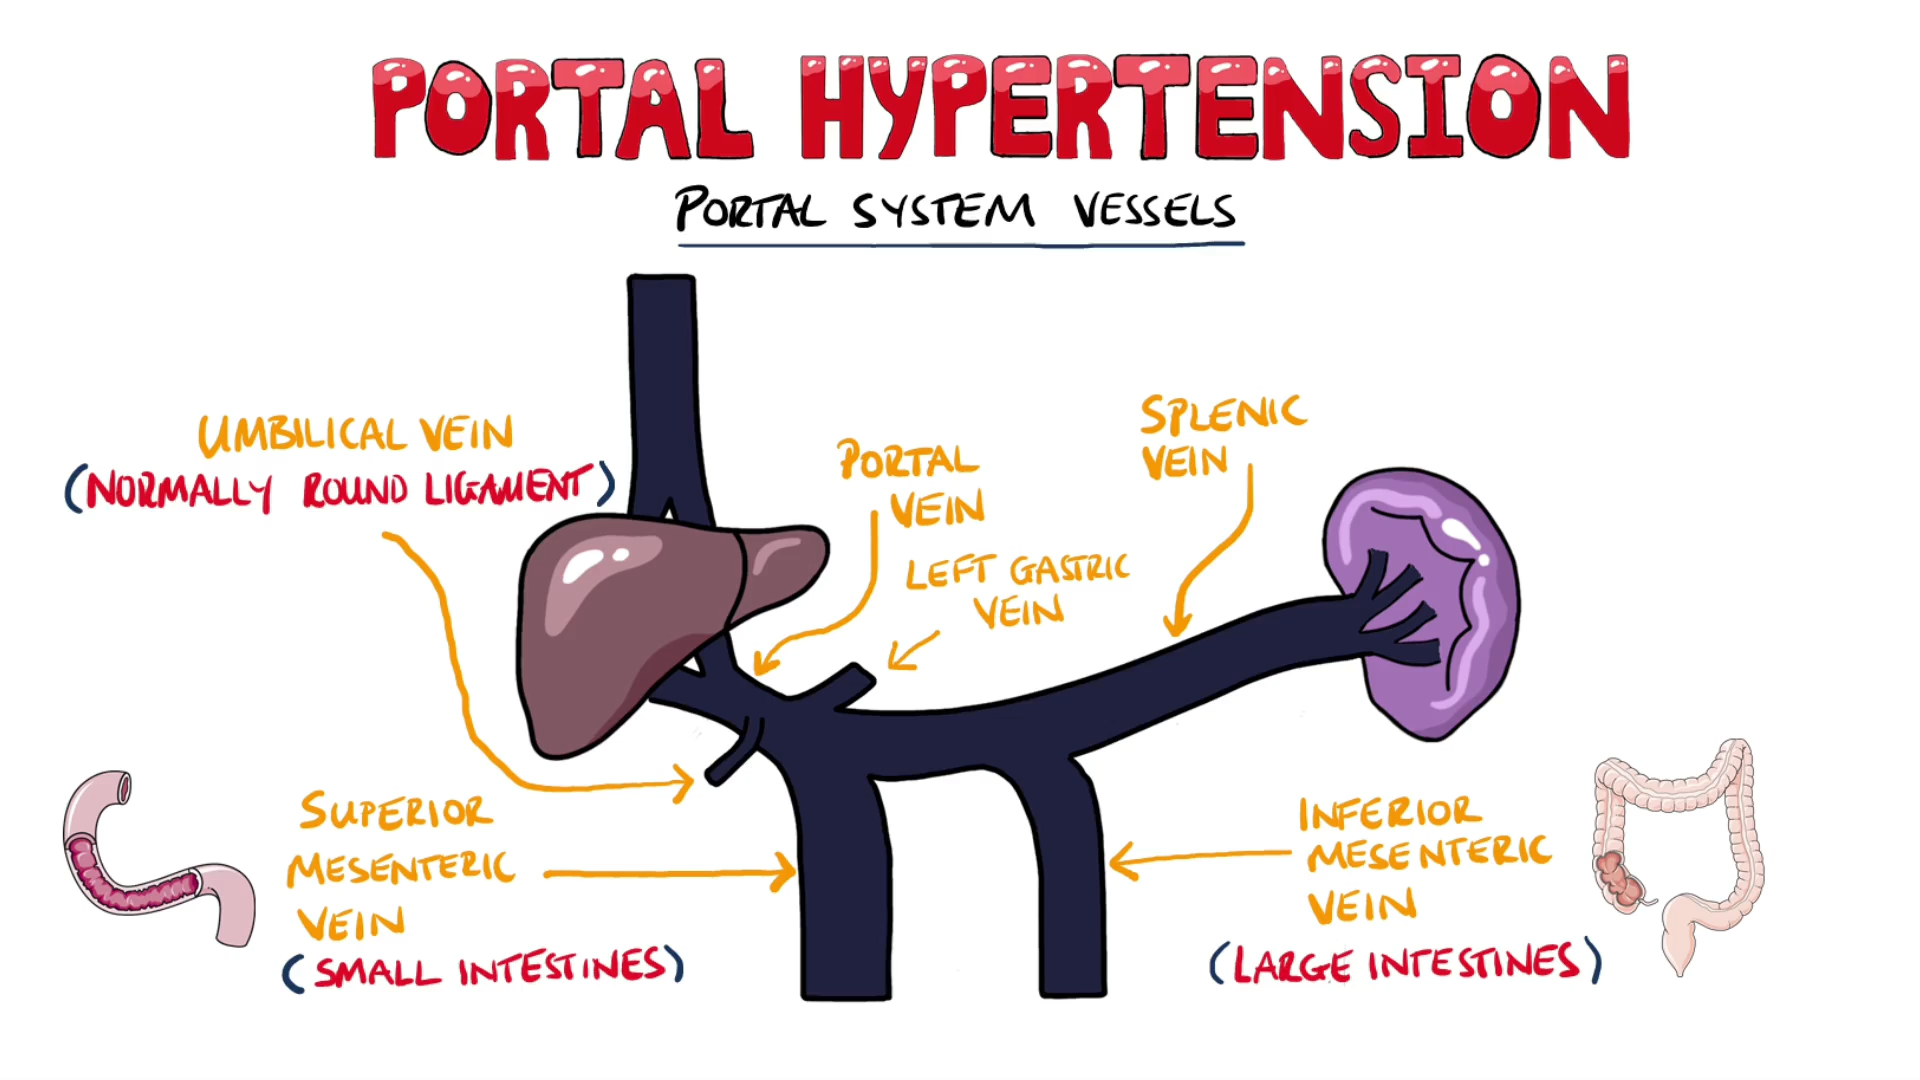 PORTAL HYPERTENSION
PORTAL SYSTEM VESSELS
UMBILICAL VEIN
(NORMALLY ROUND LIGAMENT)
PORTAL
VEIN
LEFT GASTRIC
VEIN
SPLENIC
VEIN
SUPERIOR
MESENTERIC
VEIN
(SMALL INTESTINES)
INFERIOR
MESENTERIC
VEIN
(LARGE INTESTINES)